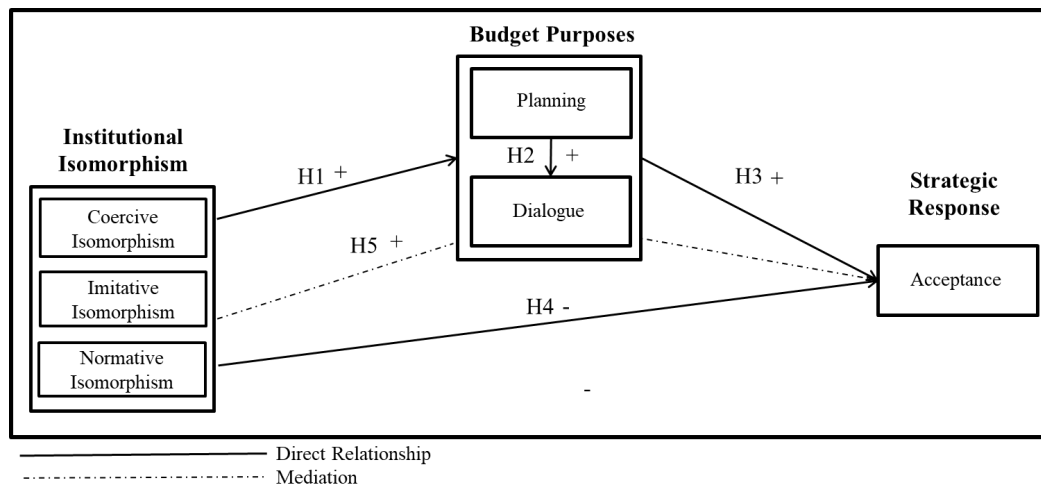 Budget Purposes
Planning
H2 +
Dialogue
Institutional
Isomorphism
Coercive
Isomorphism
Imitative
Isomorphism
Normative
Isomorphism
H1 +
H5 +
H3 +
H4 -
-
Strategic
Response
Acceptance
Direct Relationship
Mediation